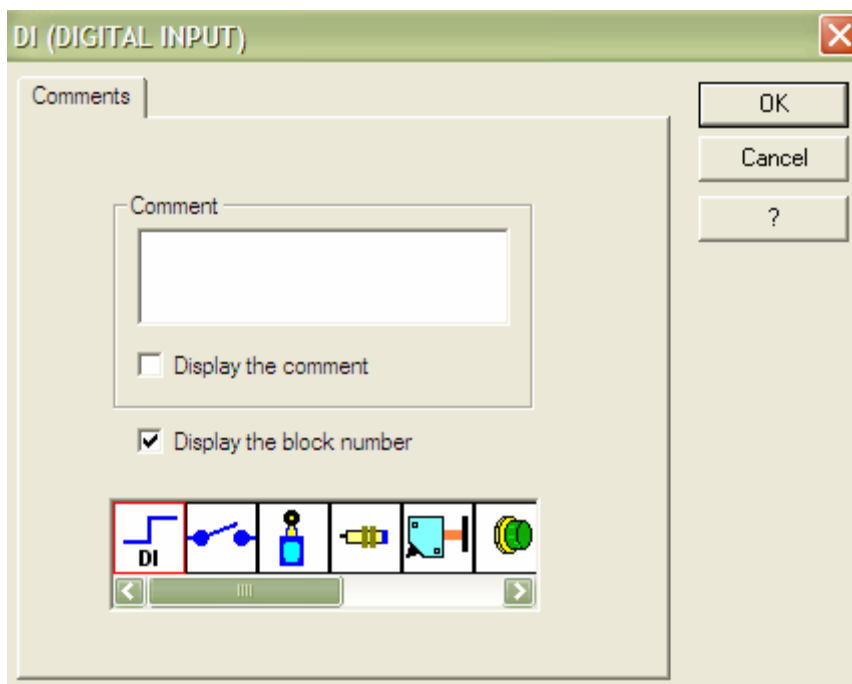 DI (DIGITAL INPUT)
Comments
OK
Cancel
?
Comment
Display the comment
Display the block number
DI